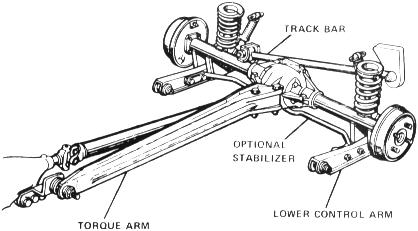 TRACK BAR
OPTIONAL
STABILIZER
LOWER CONTROL ARM
TORQUE ARM